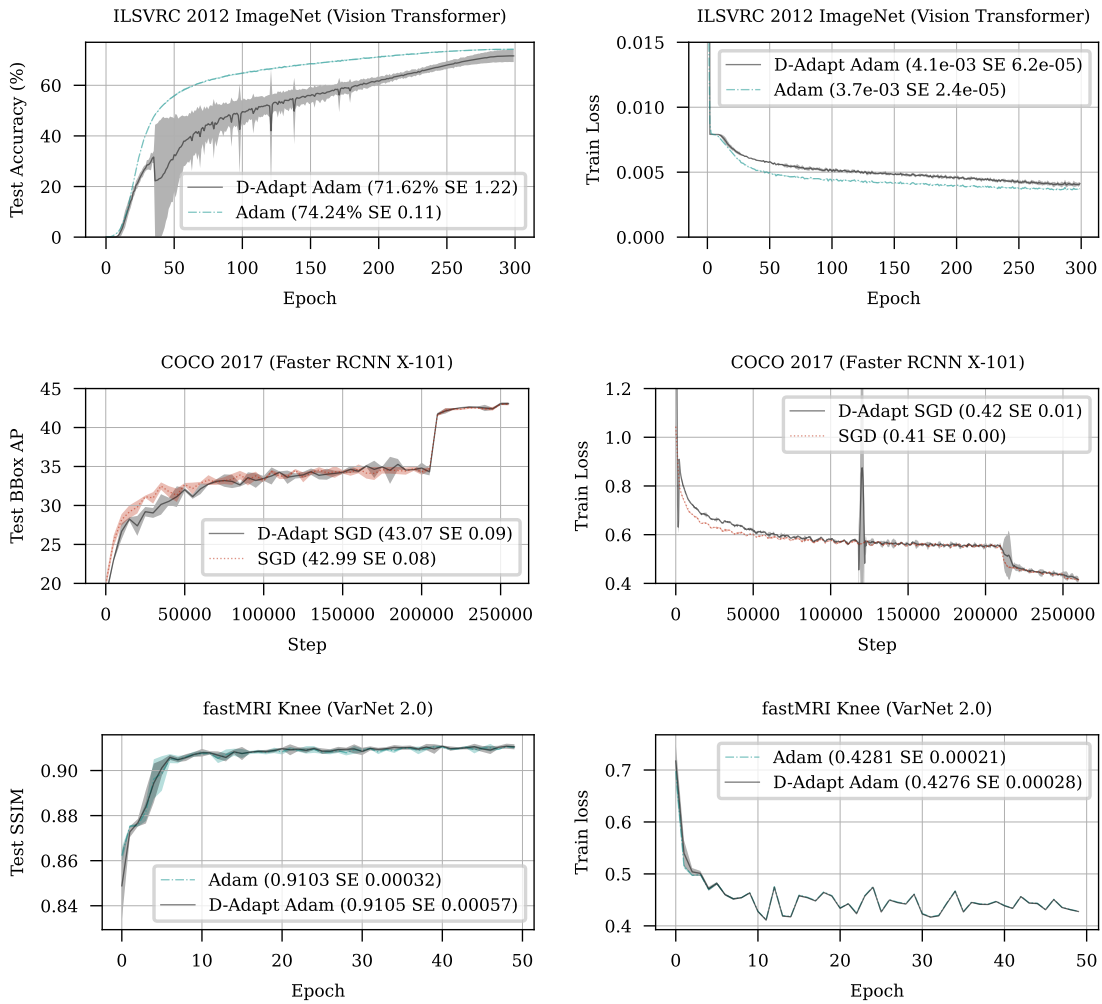 ILSVRC 2012 ImageNet (Vision Transformer)
Test Accuracy (%)
60
40
20
0
D-Adapt Adam (71.62% SE 1.22)
Adam (74.24% SE 0.11)
0 50 100 150 200 250 300
Epoch
ILSVRC 2012 ImageNet (Vision Transformer)
Train Loss
0.015
0.010
0.005
0.000
D-Adapt Adam (4.1e-03 SE 6.2e-05)
Adam (3.7e-03 SE 2.4e-05)
0 50 100 150 200 250 300
Epoch
COCO 2017 (Faster RCNN X-101)
Test BBox AP
45
40
35
30
25
20
D-Adapt SGD (43.07 SE 0.09)
SGD (42.99 SE 0.08)
0 50000 100000 150000 200000 250000
Step
COCO 2017 (Faster RCNN X-101)
Train Loss
1.2
1.0
0.8
0.6
0.4
D-Adapt SGD (0.42 SE 0.01)
SGD (0.41 SE 0.00)
0 50000 100000 150000 200000 250000
Step
fastMRI Knee (VarNet 2.0)
Test SSIM
0.90
0.88
0.86
0.84
Adam (0.9103 SE 0.00032)
D-Adapt Adam (0.9105 SE 0.00057)
0 10 20 30 40 50
Epoch
fastMRI Knee (VarNet 2.0)
Train loss
0.7
0.6
0.5
0.4
Adam (0.4281 SE 0.00021)
D-Adapt Adam (0.4276 SE 0.00028)
0 10 20 30 40 50
Epoch